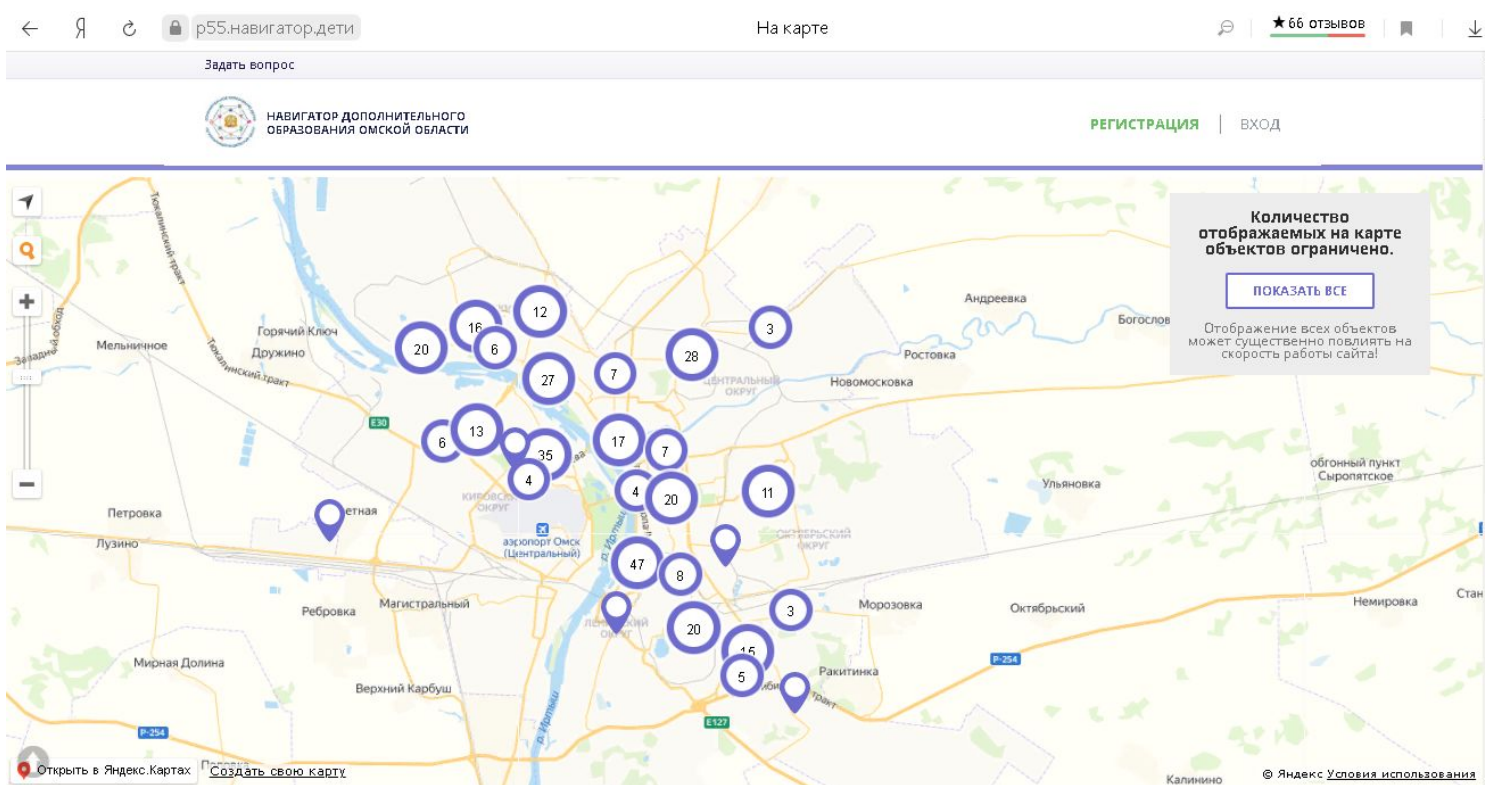 р55.навигатор.дети
На карте
★ 66 отзывов
Задать вопрос
НАВИГАТОР ДОПОЛНИТЕЛЬНОГО
ОБРАЗОВАНИЯ ОМСКОЙ ОБЛАСТИ
РЕГИСТРАЦИЯ
ВХОД
Количество
отображаемых на карте
объектов ограничено.
ПОКАЗАТЬ ВСЕ
Отображение всех объектов
может существенно повлиять на
скорость работы сайта!
Тюкалинский тракт
Андреевка
Горячий Ключ
Мельничное
Дружино
Ростовка
Новомосковка
Тюкалинский тракт
ЦЕНТРАЛЬНЫЙ
ОКРУГ
12
16
3
6
20
28
7
27
E30
13
17
6
7
35
4
4
20
11
обгонный пункт
Сыропятское
Ульяновка
КИРОВСКИЙ
ОКРУГ
Петровка
Лузино
аэропорт Омск
(Центральный)
р. Иртыш
ОКТЯБРЬСКИЙ
ОКРУГ
47
8
Ребровка
Магистральный
3
Морозовка
Октябрьский
Немировка
20
15
5
Мирная Долина
Верхний Карбуш
Ракитинка
Р-254
тракт
E127
р. Иртыш
Р-254
Открыть в Яндекс.Картах
Создать свою карту
Калинино
© Яндекс Условия использования